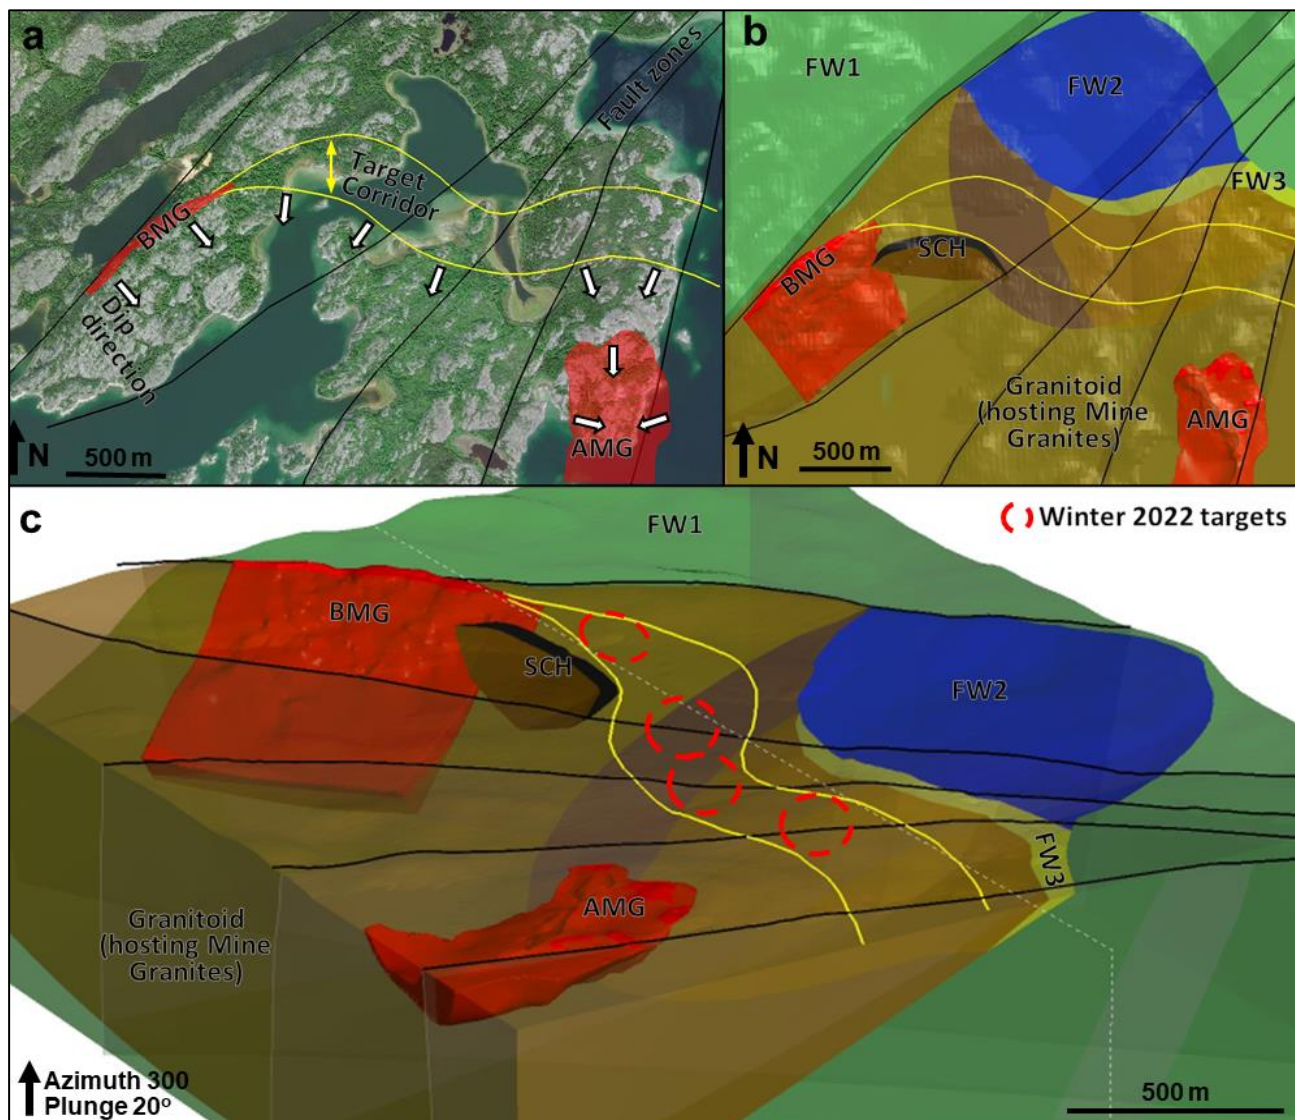 a
Fault zones
Target
Corridor
BMG
Dip
direction
AMG
N
500 m
b
FW1
FW2
FW3
BMG
SCH
Granitoid
(hosting Mine
Granites)
AMG
N
500 m
c
FW1
Winter 2022 targets
BMG
SCH
FW2
FW3
AMG
Granitoid
(hosting Mine
Granites)
Azimuth 300
Plunge 20°
500 m